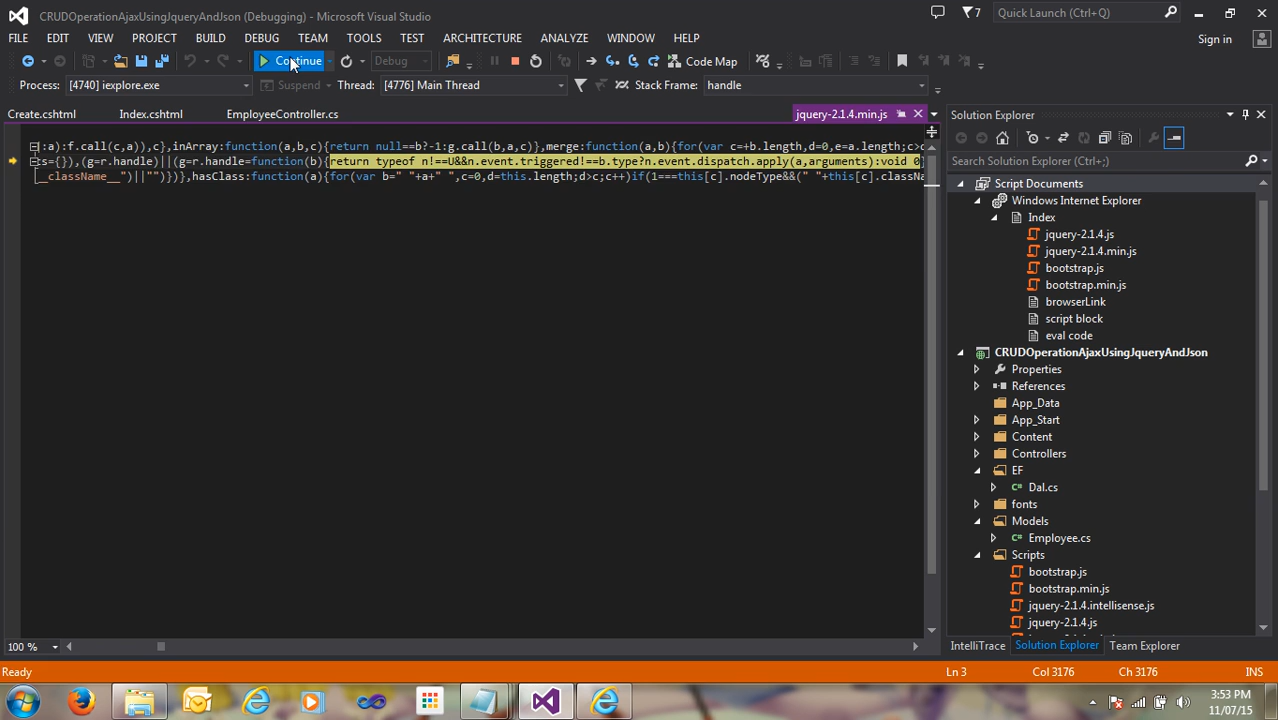 CRUDOperationAjaxUsingJqueryAndJson (Debugging) - Microsoft Visual Studio
7
Quick Launch (Ctrl+Q)
FILE EDIT VIEW PROJECT BUILD DEBUG TEAM TOOLS TEST ARCHITECTURE ANALYZE WINDOW HELP
Sign in
Continue
Debug
Code Map
Process: [4740] iexplore.exe
Suspend
Thread: [4776] Main Thread
Stack Frame: handle
Create.cshtml
Index.cshtml
EmployeeController.cs
jquery-2.1.4.min.js
:a):f.call(c,a)),c},inArray:function(a,b,c){return null==b?-1:g.call(b,a,c)},merge:function(a,b){for(var c=+b.length,d=0,e=a.length;c>
s={}),(g=r.handle)||(g=r.handle=function(b){return typeof n!==U&&n.event.triggered!==b.type?n.event.dispatch.apply(a,arguments):void 0
__className__")||"")})},hasClass:function(a){for(var b=" "+a+" ",c=0,d=this.length;d>c;c++)if(1===this[c].nodeType&&(" "+this[c].classNa
100 %
Solution Explorer
Search Solution Explorer (Ctrl+;)
Script Documents
Windows Internet Explorer
Index
jquery-2.1.4.js
jquery-2.1.4.min.js
bootstrap.js
bootstrap.min.js
browserLink
script block
eval code
CRUDOperationAjaxUsingJqueryAndJson
Properties
References
App_Data
App_Start
Content
Controllers
EF
Dal.cs
fonts
Models
Employee.cs
Scripts
bootstrap.js
bootstrap.min.js
jquery-2.1.4.intellisense.js
jquery-2.1.4.js
IntelliTrace
Solution Explorer
Team Explorer
Ready
Ln 3
Col 3176
Ch 3176
INS
3:53 PM
11/07/15